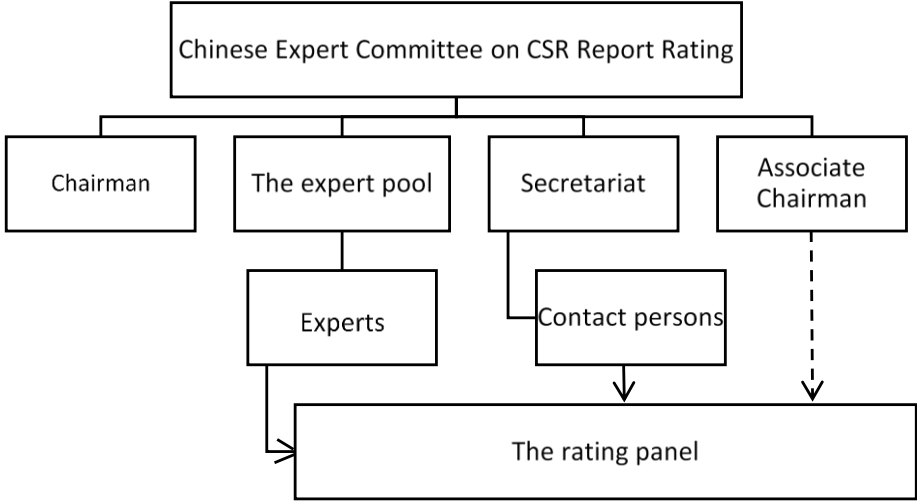 Chinese Expert Committee on CSR Report Rating
Chairman
The expert pool
Secretariat
Associate
Chairman
Experts
Contact persons
The rating panel